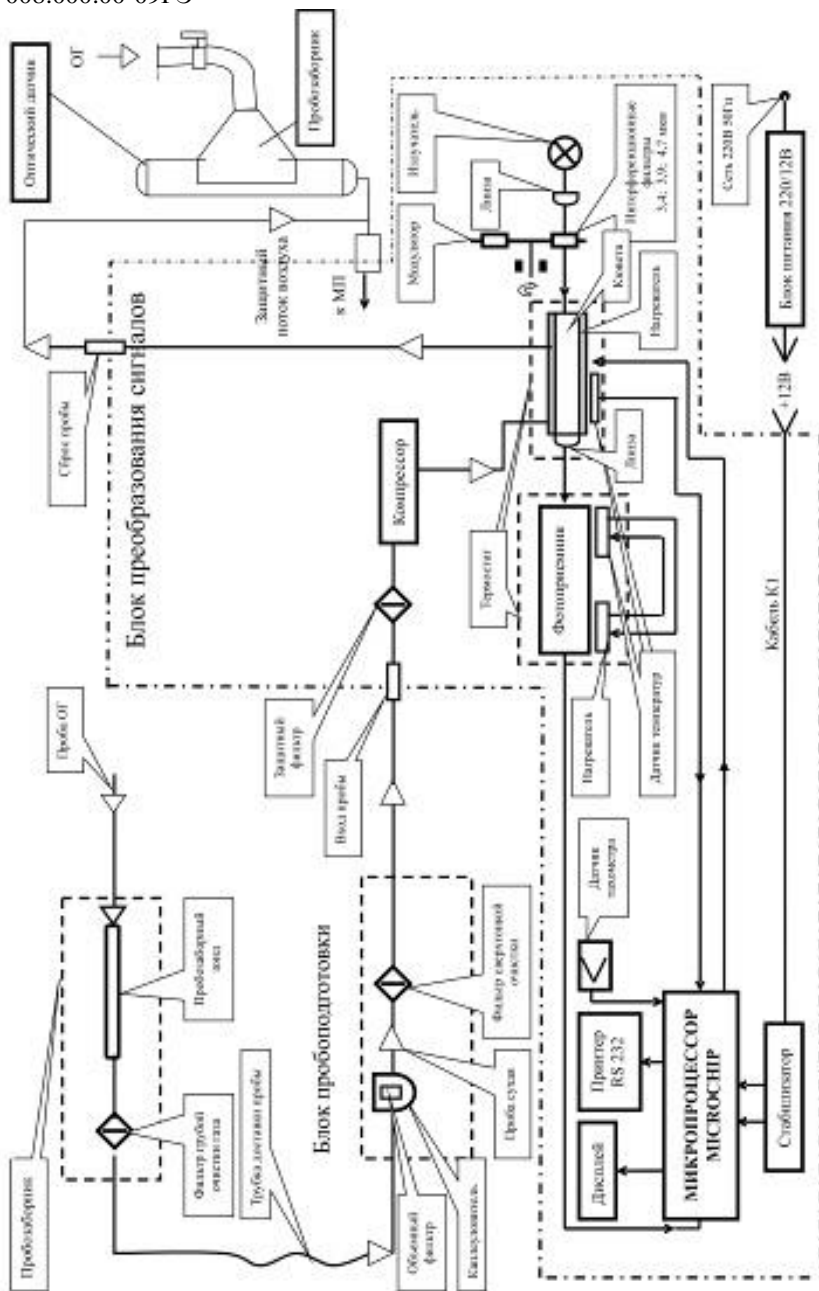 Оптический датчик
ОГ
Пробозаборник
Защитный
поток воздуха
к МП
Излучатель
Линза
Модулятор
Интерференционные
фильтры
3,4; 3,9; 4,7 мкм
Кювета
Нагреватель
Линза
Сеть 220В 50Гц
Блок питания 220/12В
+12В
Кабель К1
Сброс пробы
Блок преобразования сигналов
Компрессор
Термостат
Фотоприемник
Нагреватель
Датчик температур
Защитный
фильтр
Вход пробы
Проба ОГ
Пробозаборник
Пробозаборный
зонд
Фильтр грубой
очистки газа
Трубка доставки пробы
Блок пробоподготовки
Фильтр сверхтонкой
очистки
Проба сухая
Объемный
фильтр
Каплеуловитель
Датчик
тахометра
Принтер
RS 232
Дисплей
МИКРОПРОЦЕССОР
MICROCHIP
Стабилизатор